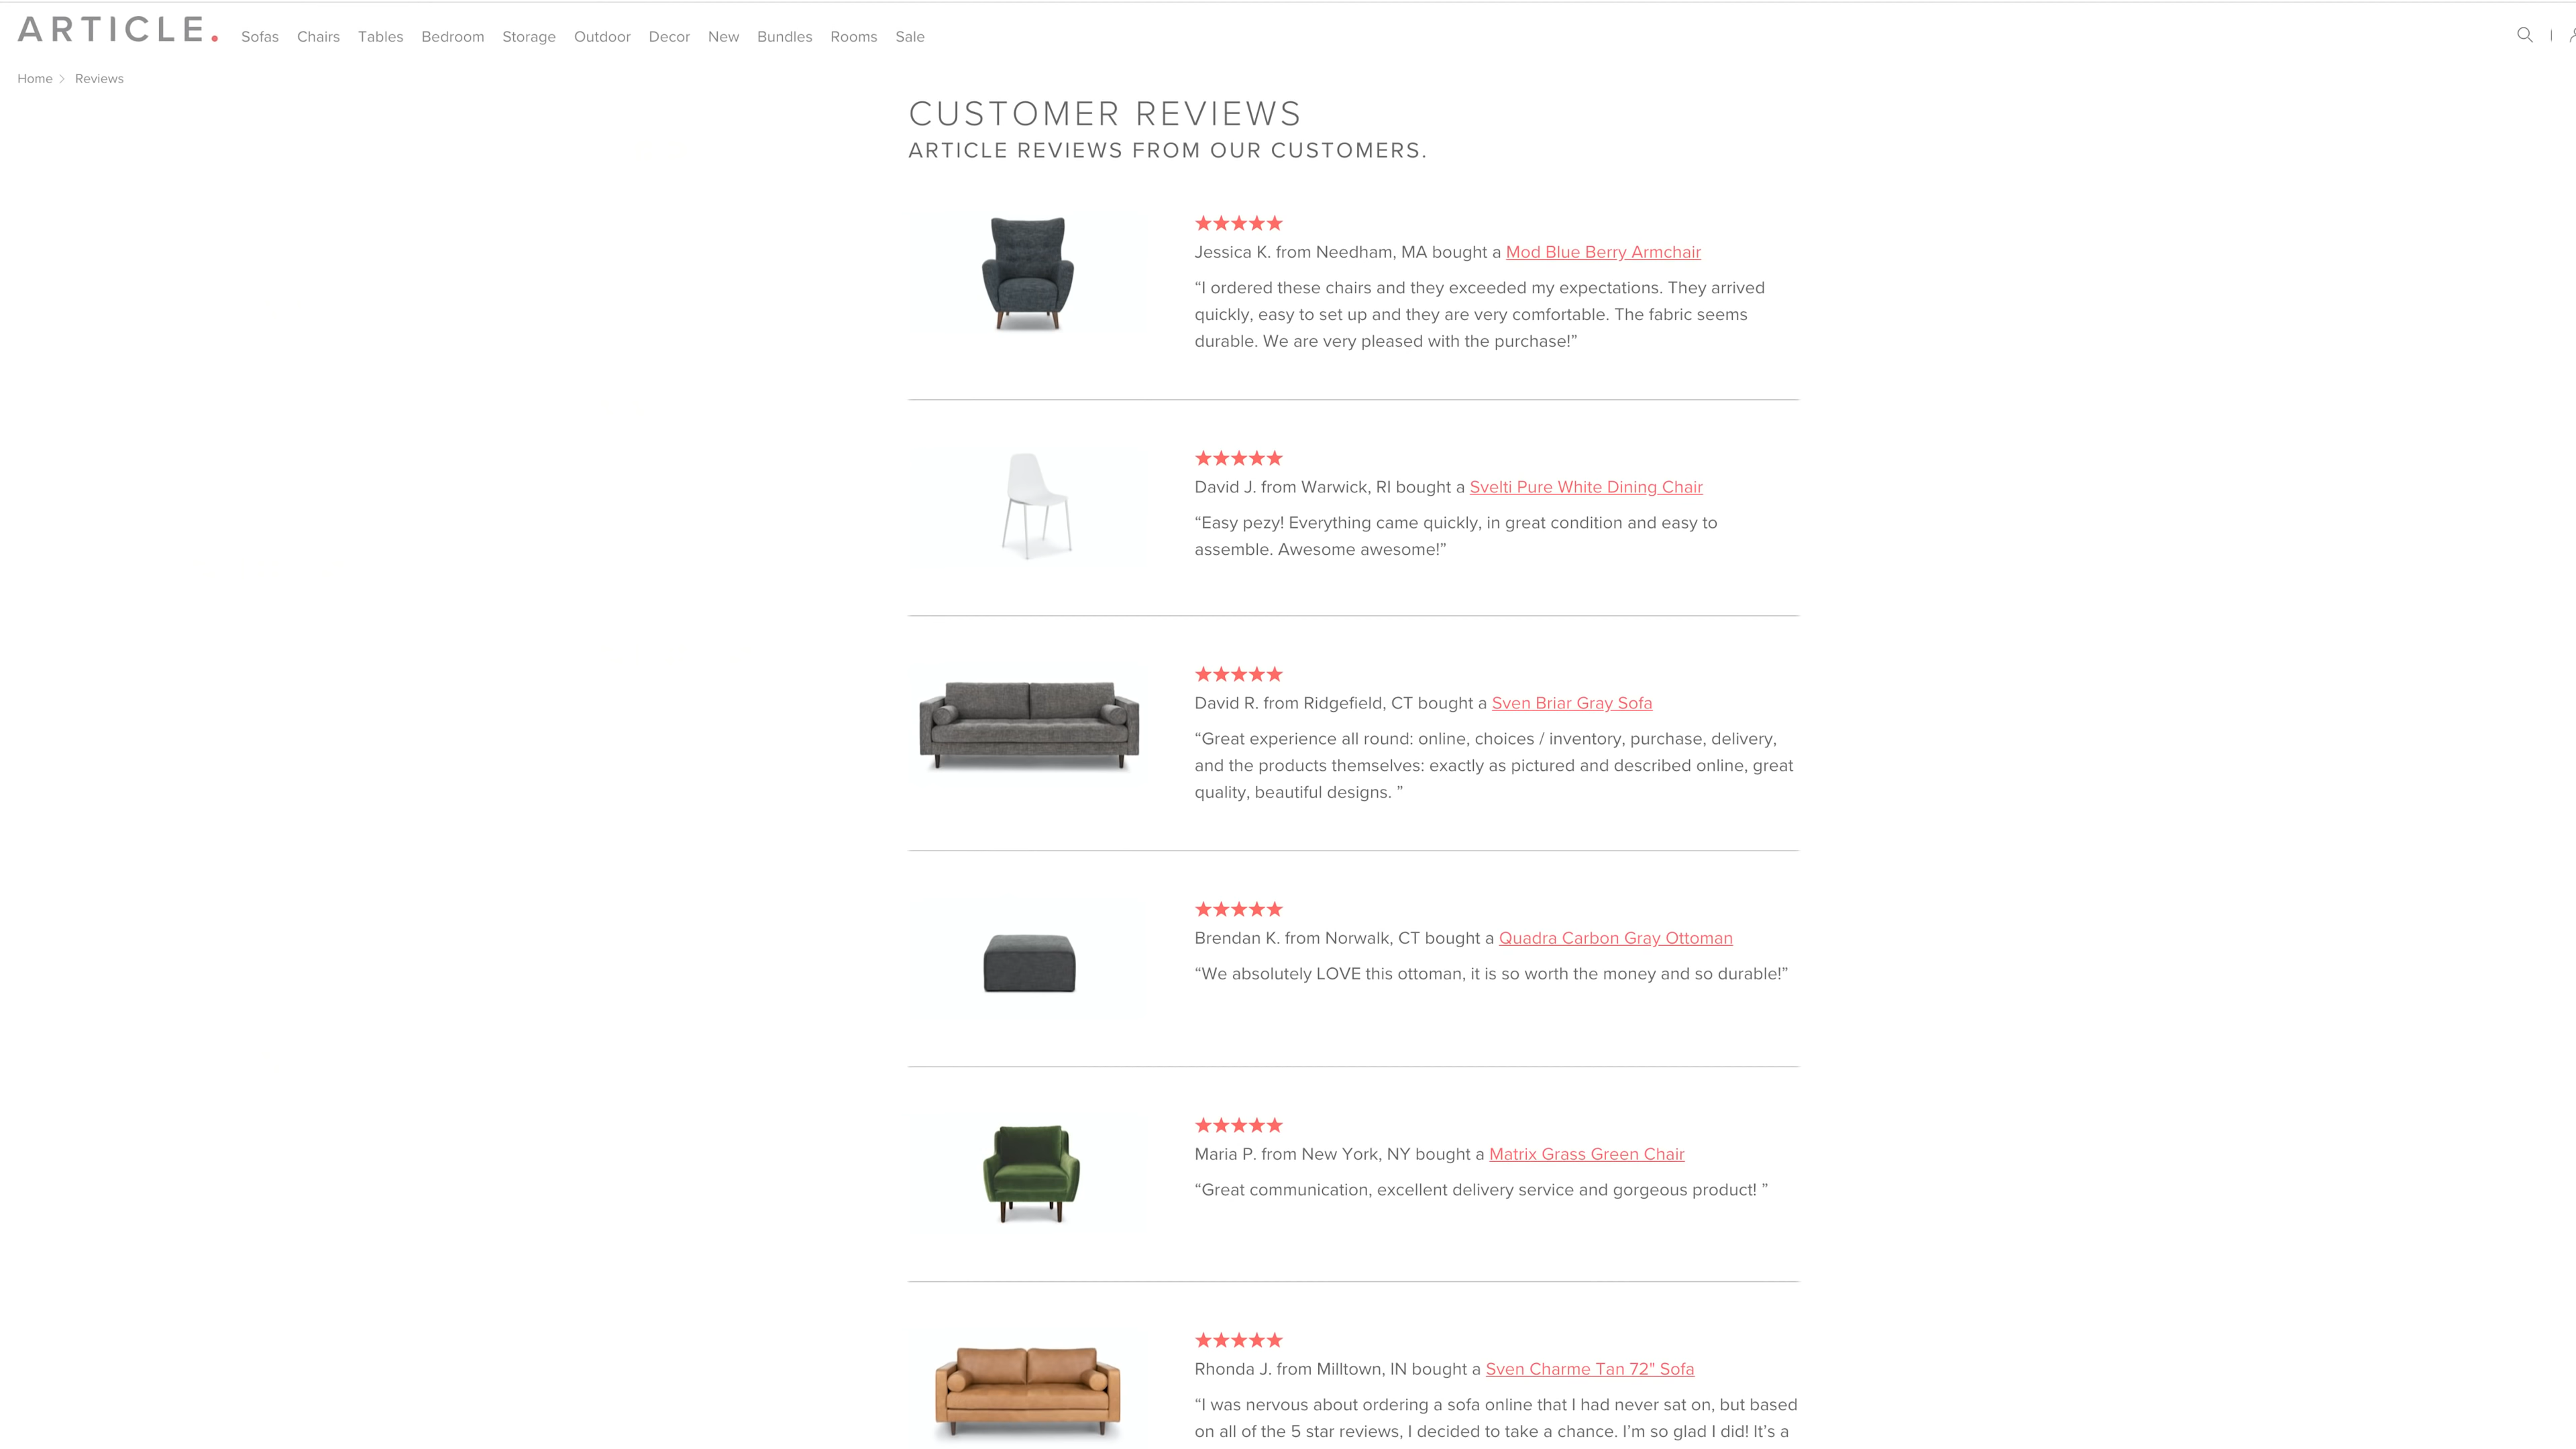 ARTICLE.
Sofas Chairs Tables Bedroom Storage Outdoor Decor New Bundles Rooms Sale
Home > Reviews
CUSTOMER REVIEWS
ARTICLE REVIEWS FROM OUR CUSTOMERS.
Jessica K. from Needham, MA bought a Mod Blue Berry Armchair
“I ordered these chairs and they exceeded my expectations. They arrived
quickly, easy to set up and they are very comfortable. The fabric seems
durable. We are very pleased with the purchase!”
David J. from Warwick, RI bought a Svelti Pure White Dining Chair
“Easy pezy! Everything came quickly, in great condition and easy to
assemble. Awesome awesome!”
David R. from Ridgefield, CT bought a Sven Briar Gray Sofa
“Great experience all round: online, choices / inventory, purchase, delivery,
and the products themselves: exactly as pictured and described online, great
quality, beautiful designs. ”
Brendan K. from Norwalk, CT bought a Quadra Carbon Gray Ottoman
“We absolutely LOVE this ottoman, it is so worth the money and so durable!”
Maria P. from New York, NY bought a Matrix Grass Green Chair
“Great communication, excellent delivery service and gorgeous product! ”
Rhonda J. from Milltown, IN bought a Sven Charme Tan 72" Sofa
“I was nervous about ordering a sofa online that I had never sat on, but based
on all of the 5 star reviews, I decided to take a chance. I’m so glad I did! It’s a